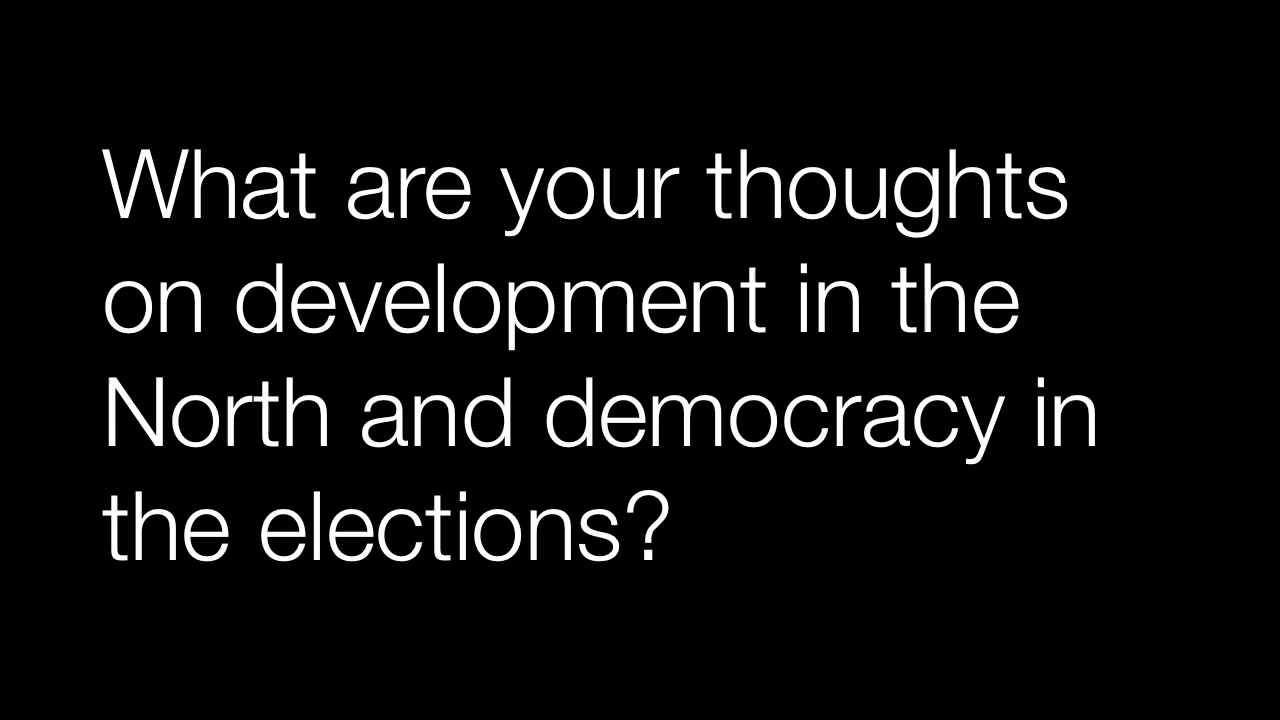 What are your thoughts
on development in the
North and democracy in
the elections?